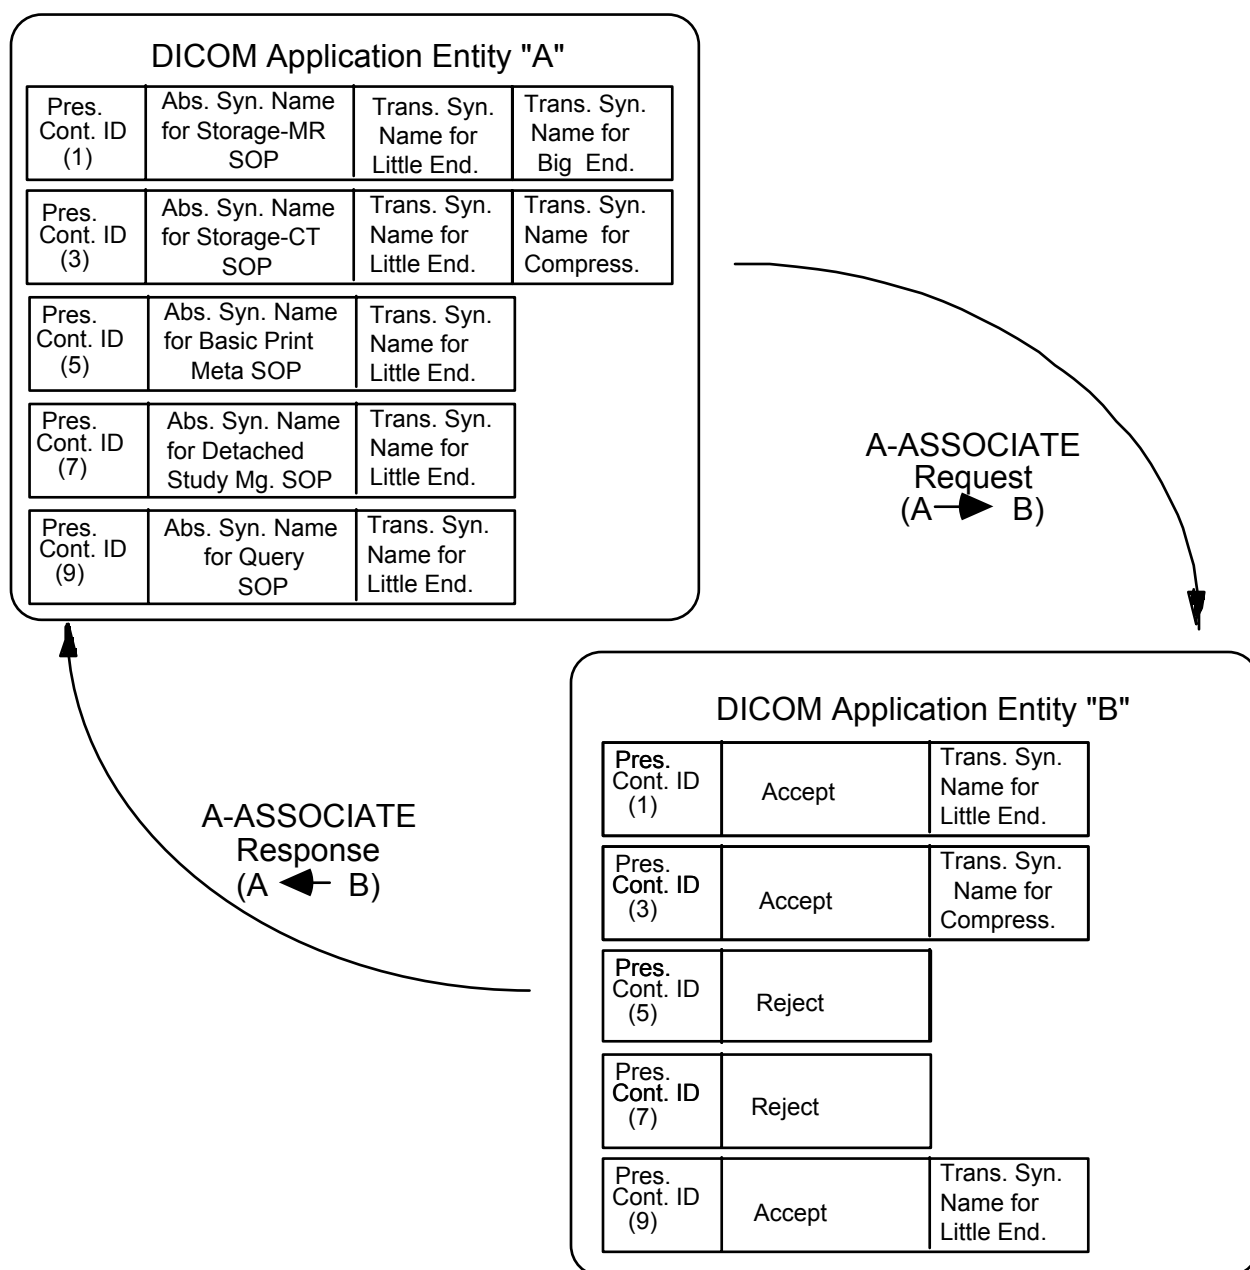 DICOM Application Entity "A"
Pres.
Cont. ID
(1)
Abs. Syn. Name
for Storage-MR
SOP
Trans. Syn.
Name for
Little End.
Trans. Syn.
Name for
Big End.
Pres.
Cont. ID
(3)
Abs. Syn. Name
for Storage-CT
SOP
Trans. Syn.
Name for
Little End.
Trans. Syn.
Name for
Compress.
Pres.
Cont. ID
(5)
Abs. Syn. Name
for Basic Print
Meta SOP
Trans. Syn.
Name for
Little End.
Pres.
Cont. ID
(7)
Abs. Syn. Name
for Detached
Study Mg. SOP
Trans. Syn.
Name for
Little End.
Pres.
Cont. ID
(9)
Abs. Syn. Name
for Query
SOP
Trans. Syn.
Name for
Little End.
A-ASSOCIATE
Request
(A B)
A-ASSOCIATE
Response
(A B)
DICOM Application Entity "B"
Pres.
Cont. ID
(1)
Accept
Trans. Syn.
Name for
Little End.
Pres.
Cont. ID
(3)
Accept
Trans. Syn.
Name for
Compress.
Pres.
Cont. ID
(5)
Reject
Pres.
Cont. ID
(7)
Reject
Pres.
Cont. ID
(9)
Accept
Trans. Syn.
Name for
Little End.